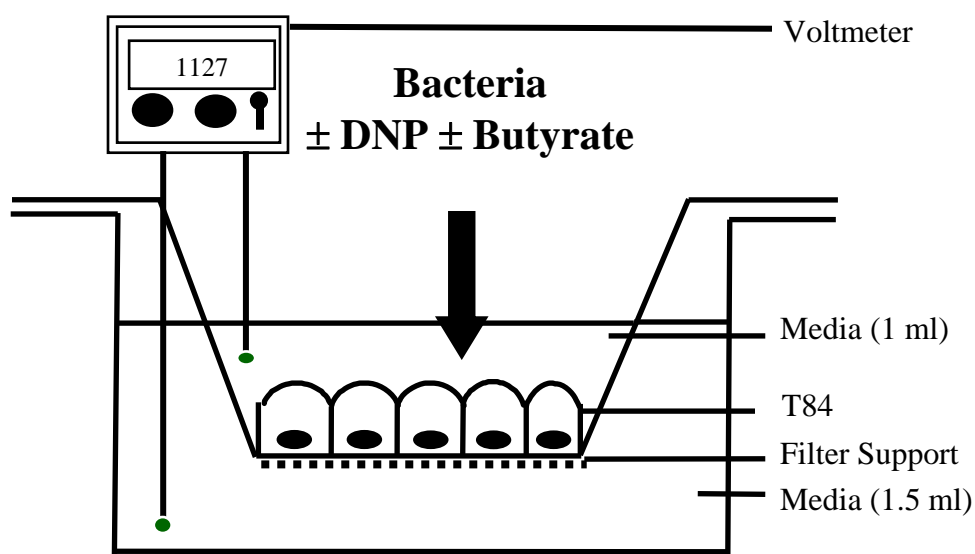 Voltmeter
1127
Bacteria
± DNP ± Butyrate
Media (1 ml)
T84
Filter Support
Media (1.5 ml)